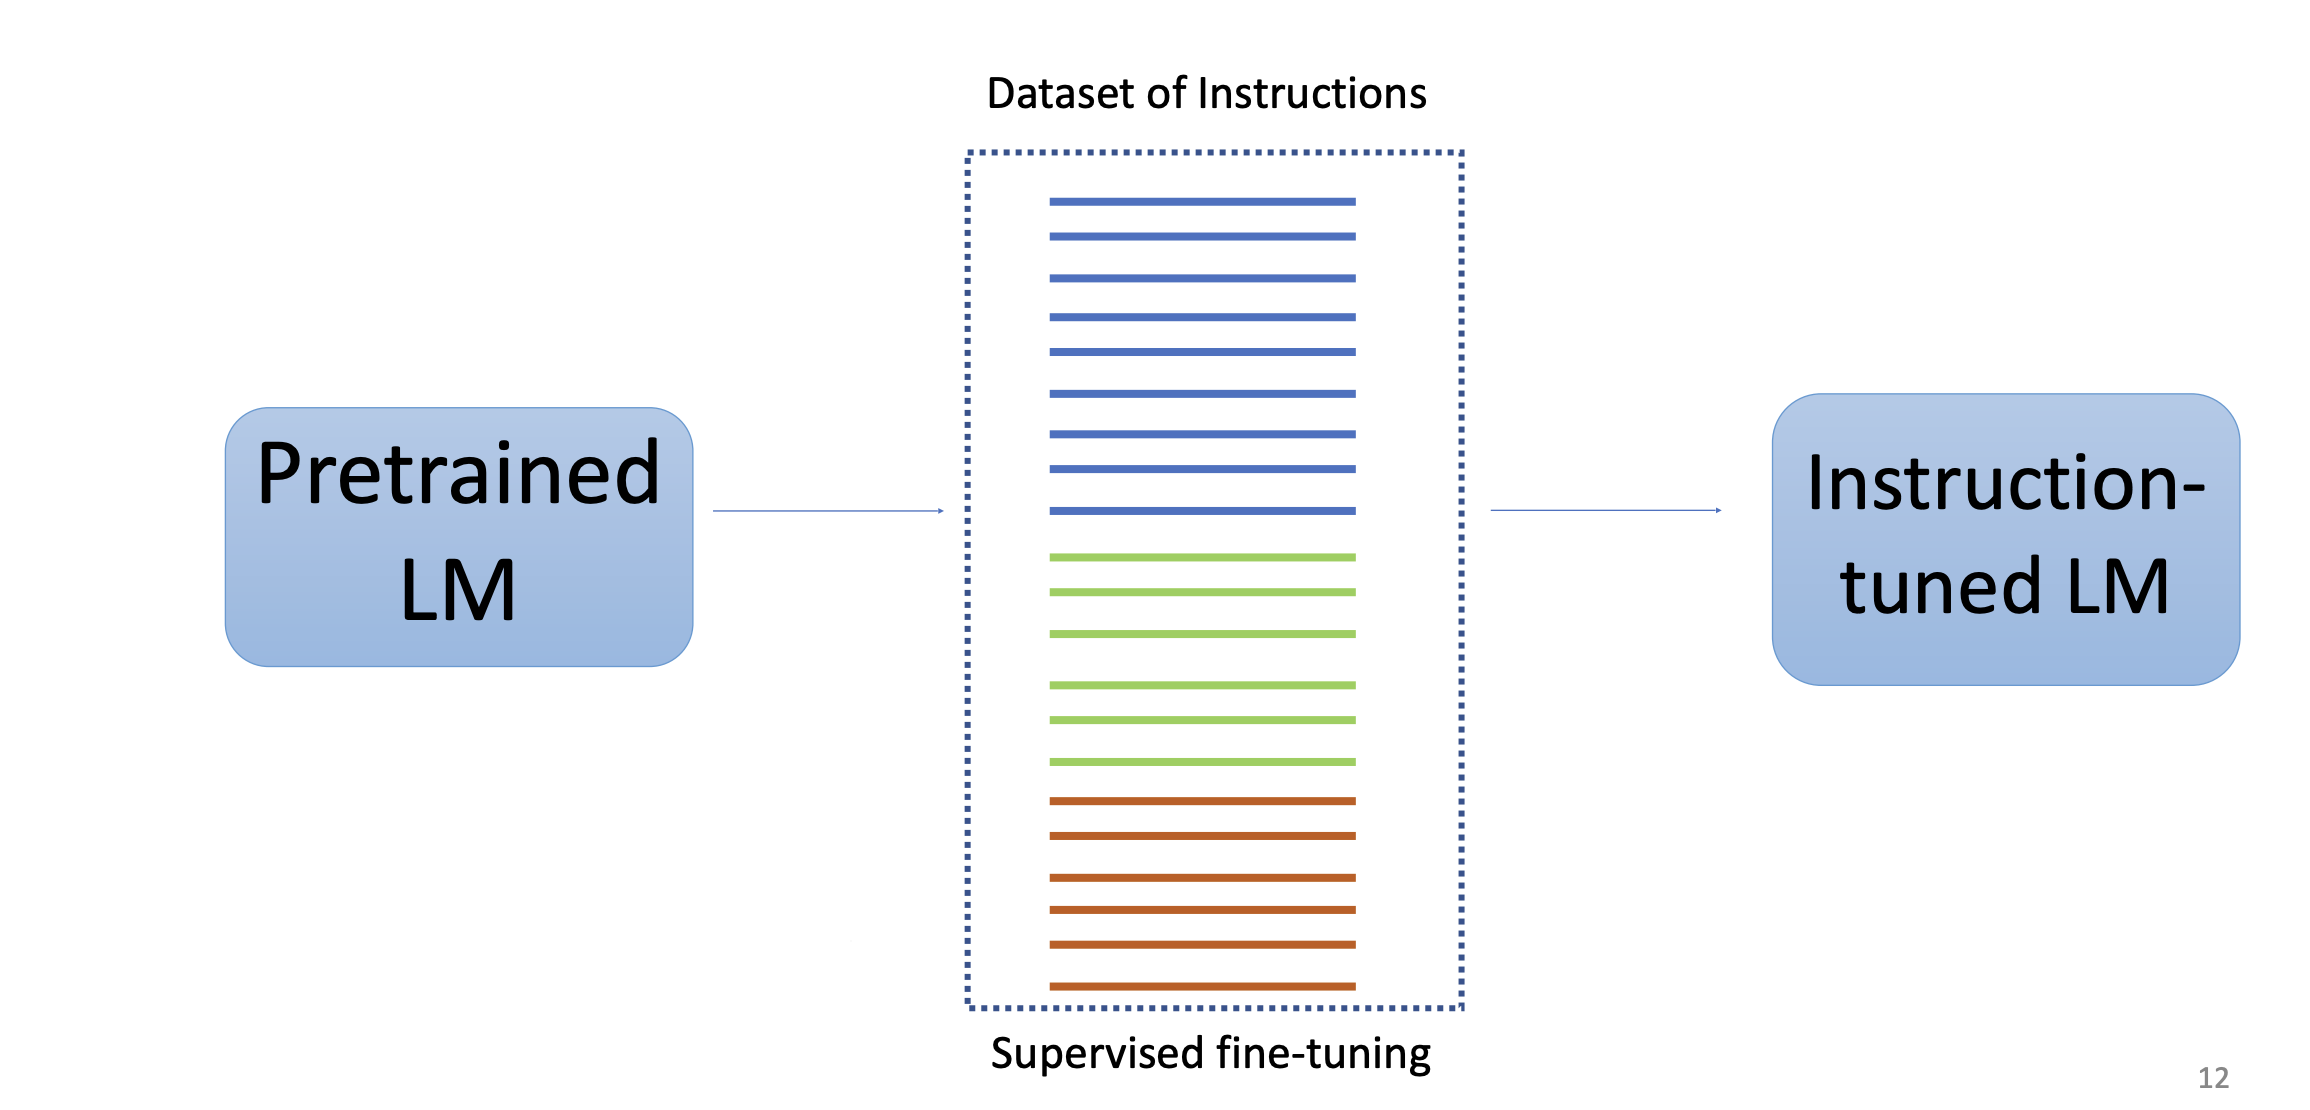 Dataset of Instructions
Pretrained
LM
Instruction-
tuned LM
Supervised fine-tuning
12